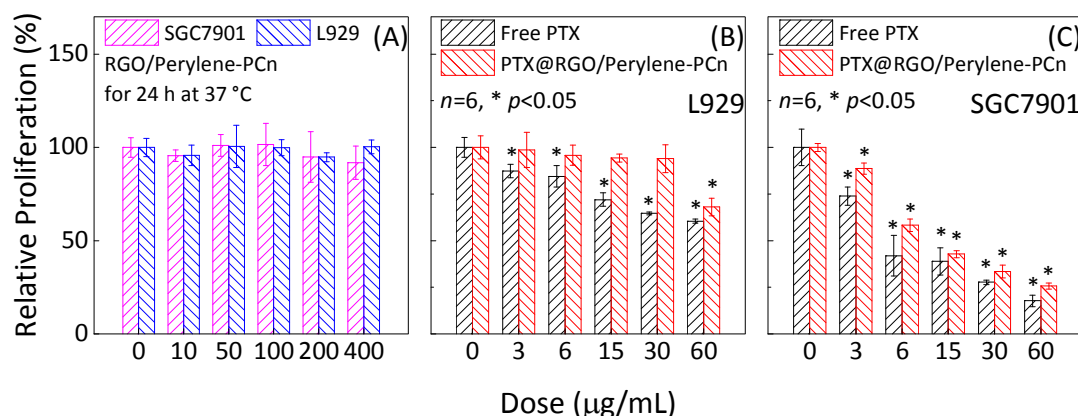 Relative Proliferation (%)
150
100
50
0
SGC7901 L929 (A)
RGO/Perylene-PCn
for 24 h at 37 °C
0 10 50 100 200 400
Free PTX (B)
PTX@RGO/Perylene-PCn
n=6, * p<0.05 L929
* * * * * *
0 3 6 15 30 60
Free PTX (C)
PTX@RGO/Perylene-PCn
n=6, * p<0.05 SGC7901
* * * * * * * * * *
0 3 6 15 30 60
Dose (μg/mL)